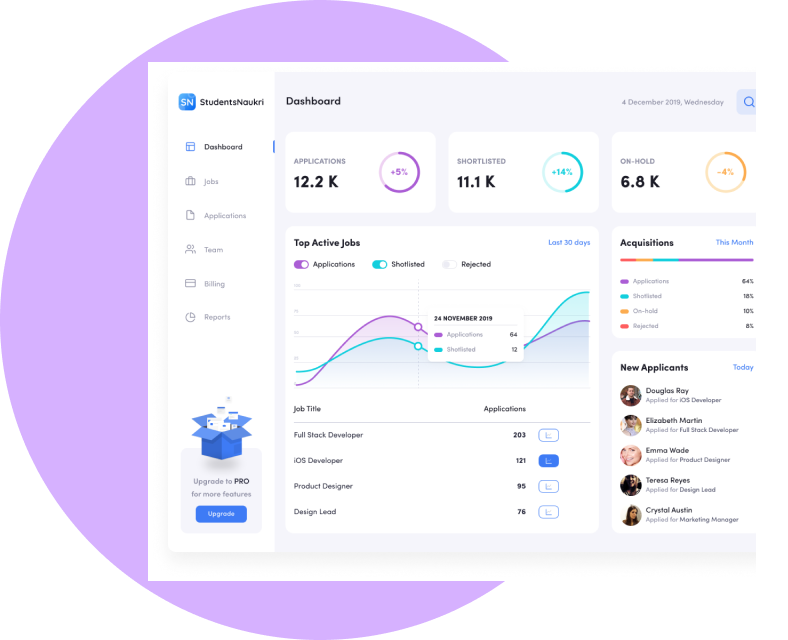 SN StudentsNaukri
Dashboard
Jobs
Applications
Team
Billing
Reports
Upgrade to PRO
for more features
Upgrade
Dashboard
4 December 2019, Wednesday
APPLICATIONS
12.2 K
+5%
SHORTLISTED
11.1 K
+14%
ON-HOLD
6.8 K
-4%
Top Active Jobs
Last 30 days
Applications
Shotlisted
Rejected
24 NOVEMBER 2019
Applications 64
Shotlisted 12
Job Title Applications
Full Stack Developer 203
iOS Developer 121
Product Designer 95
Design Lead 76
Acquisitions
This Month
Applications 64%
Shotlisted 18%
On-hold 10%
Rejected 8%
New Applicants
Today
Douglas Ray
Applied for iOS Developer
Elizabeth Martin
Applied for Full Stack Developer
Emma Wade
Applied for Product Designer
Teresa Reyes
Applied for Design Lead
Crystal Austin
Applied for Marketing Manager